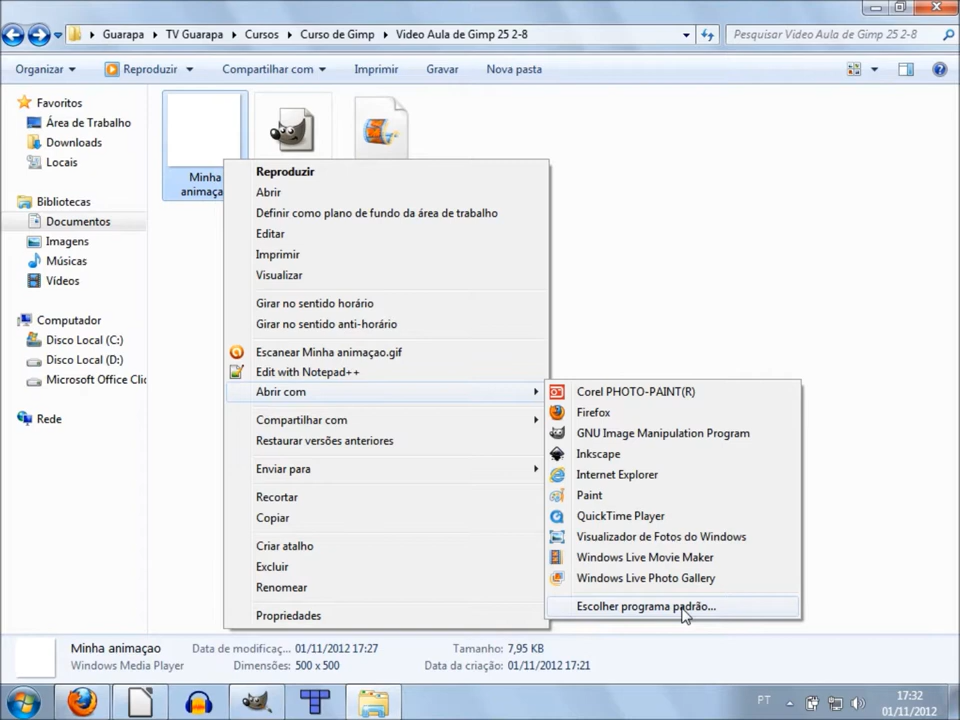 Guarapa
TV Guarapa
Cursos
Curso de Gimp
Video Aula de Gimp 25 2-8
Pesquisar Video Aula de Gimp 25 2-8
Organizar
Reproduzir
Compartilhar com
Imprimir
Gravar
Nova pasta
Favoritos
Área de Trabalho
Downloads
Locais
Bibliotecas
Documentos
Imagens
Músicas
Vídeos
Computador
Disco Local (C:)
Disco Local (D:)
Microsoft Office Clic
Rede
Minha
animaça
Reproduzir
Abrir
Definir como plano de fundo da área de trabalho
Editar
Imprimir
Visualizar
Girar no sentido horário
Girar no sentido anti-horário
Escanear Minha animaçao.gif
Edit with Notepad++
Abrir com
Compartilhar com
Restaurar versões anteriores
Enviar para
Recortar
Copiar
Criar atalho
Excluir
Renomear
Propriedades
Corel PHOTO-PAINT(R)
Firefox
GNU Image Manipulation Program
Inkscape
Internet Explorer
Paint
QuickTime Player
Visualizador de Fotos do Windows
Windows Live Movie Maker
Windows Live Photo Gallery
Escolher programa padrão...
Minha animaçao
Data de modificaç... 01/11/2012 17:27
Tamanho: 7,95 KB
Windows Media Player
Dimensões: 500 x 500
Data da criação: 01/11/2012 17:21
PT
17:32
01/11/2012